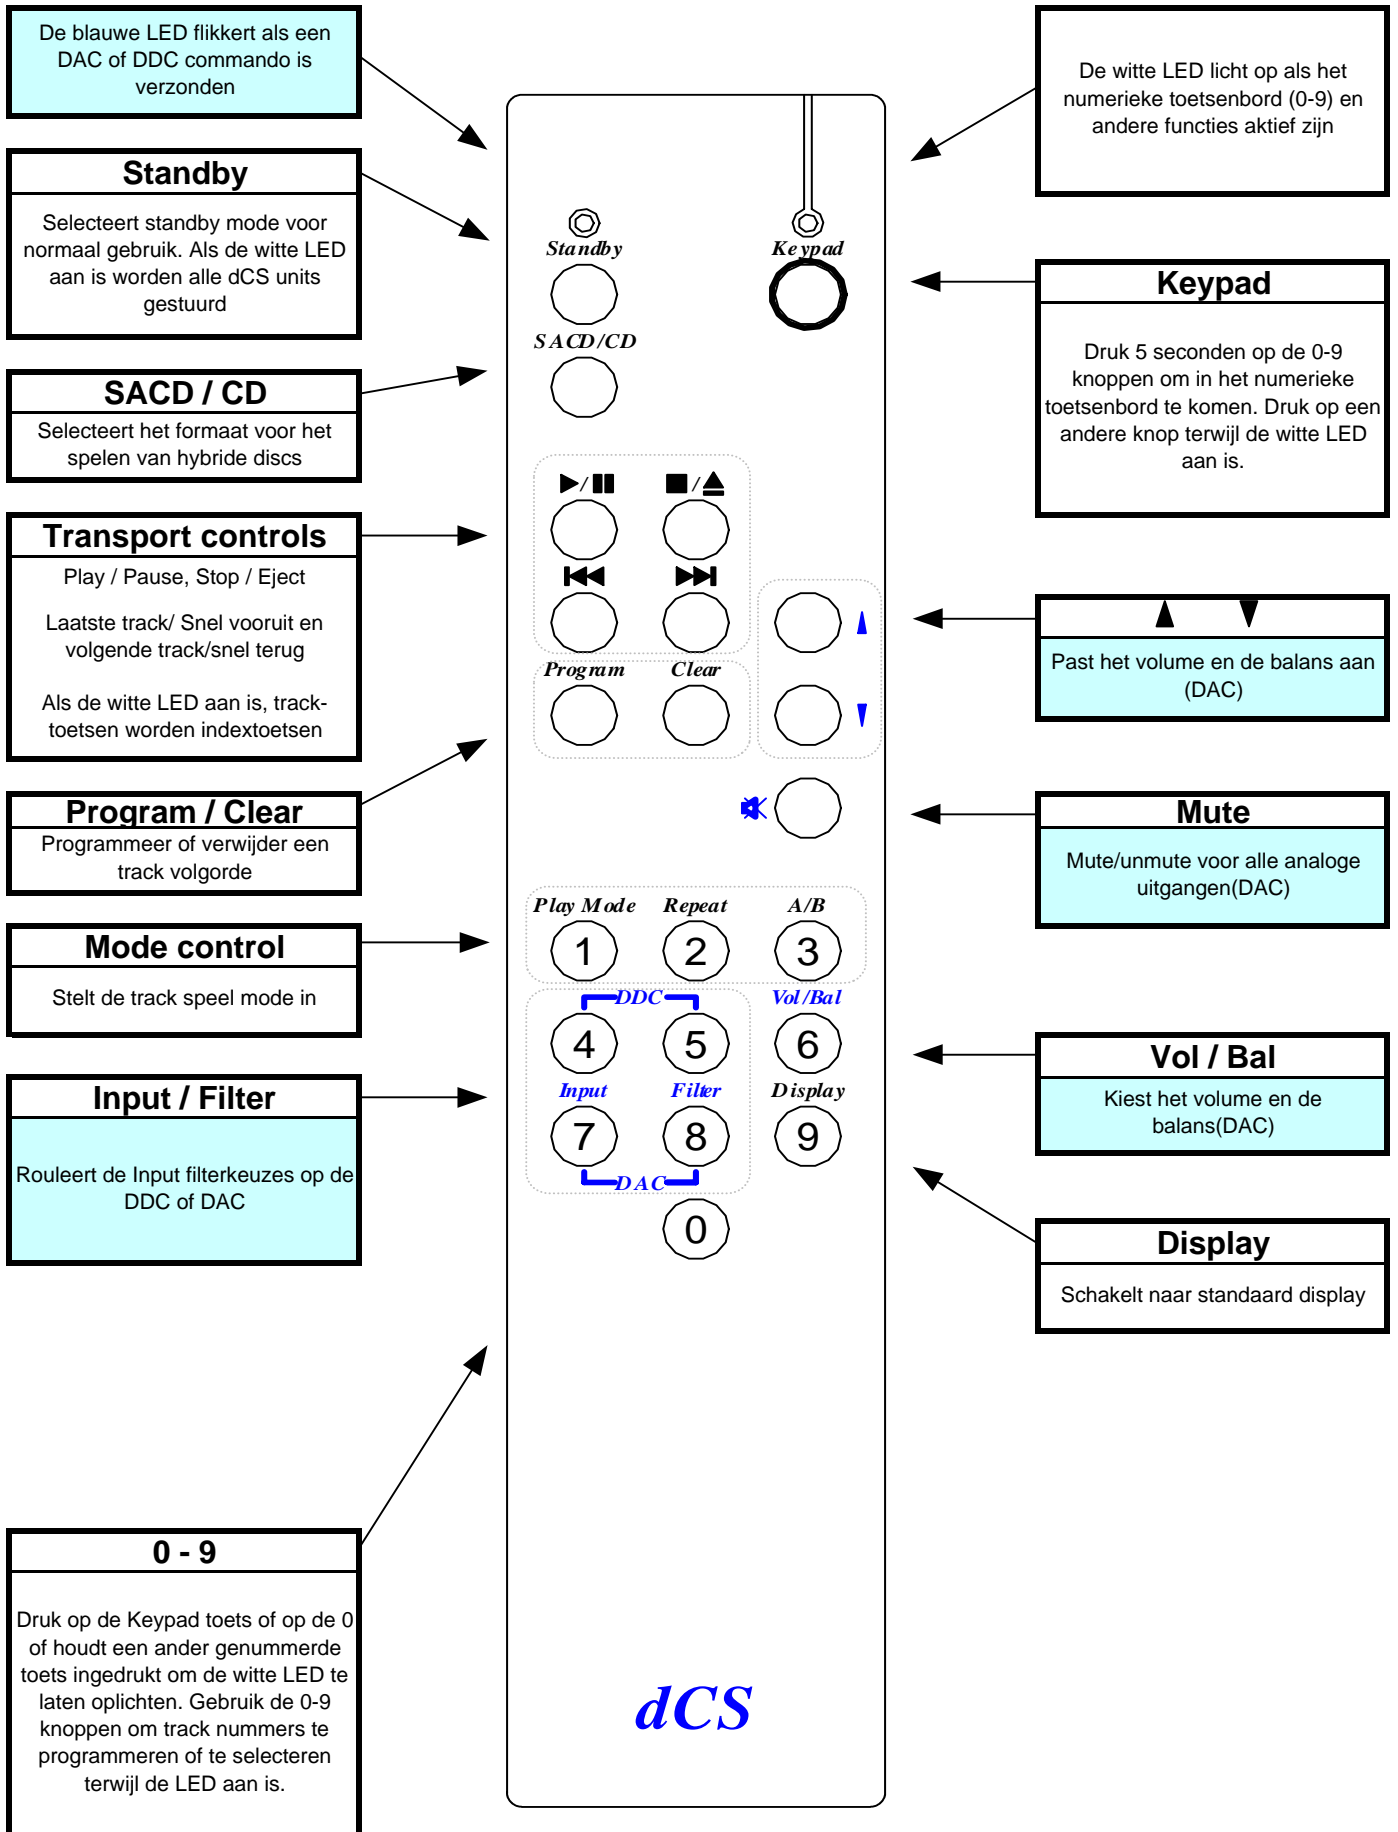 De blauwe LED flikkert als een
DAC of DDC commando is
verzonden
Standby
Selecteert standby mode voor
normaal gebruik. Als de witte LED
aan is worden alle dCS units
gestuurd
SACD / CD
Selecteert het formaat voor het
spelen van hybride discs
Transport controls
Play / Pause, Stop / Eject
Laatste track/ Snel vooruit en
volgende track/snel terug
Als de witte LED aan is, track-
toetsen worden indextoetsen
Program / Clear
Programmeer of verwijder een
track volgorde
Mode control
Stelt de track speel mode in
Input / Filter
Rouleert de Input filterkeuzes op de
DDC of DAC
0 - 9
Druk op de Keypad toets of op de 0
of houdt een ander genummerde
toets ingedrukt om de witte LED te
laten oplichten. Gebruik de 0-9
knoppen om track nummers te
programmeren of te selecteren
terwijl de LED aan is.
Standby
Keypad
SACD/CD
/
/
Program
Clear
Play Mode
Repeat
A/B
1
2
3
DDC
Vol/Bal
4
5
6
Input
Filter
Display
7
8
9
DAC
0
dCS
De witte LED licht op als het
numerieke toetsenbord (0-9) en
andere functies aktief zijn
Keypad
Druk 5 seconden op de 0-9
knoppen om in het numerieke
toetsenbord te komen. Druk op een
andere knop terwijl de witte LED
aan is.
Past het volume en de balans aan
(DAC)
Mute
Mute/unmute voor alle analoge
uitgangen(DAC)
Vol / Bal
Kiest het volume en de
balans(DAC)
Display
Schakelt naar standaard display